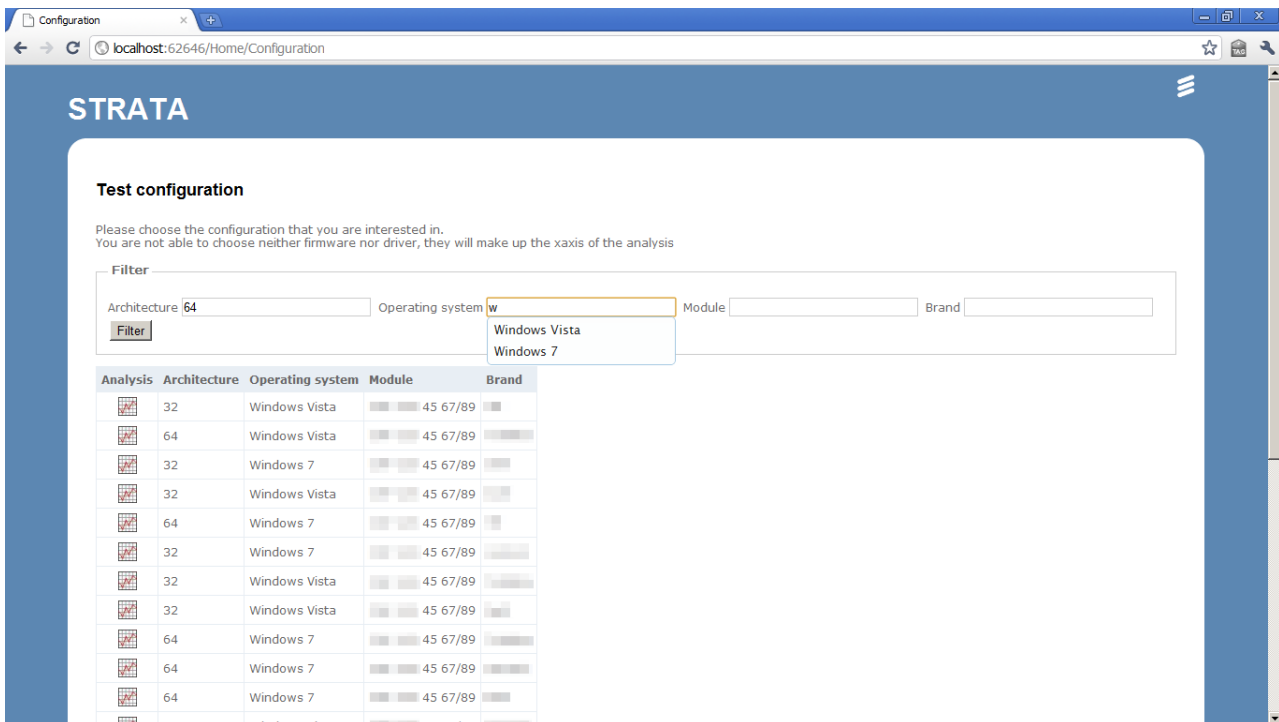 Configuration
localhost:62646/Home/Configuration
TAG
STRATA
Test configuration
Please choose the configuration that you are interested in.
You are not able to choose neither firmware nor driver, they will make up the xaxis of the analysis
Filter
Architecture 64 Operating system w Module Brand
Filter
Windows Vista
Windows 7
Analysis Architecture Operating system Module Brand
32 Windows Vista 45 67/89
64 Windows Vista 45 67/89
32 Windows 7 45 67/89
32 Windows Vista 45 67/89
64 Windows 7 45 67/89
32 Windows 7 45 67/89
32 Windows Vista 45 67/89
32 Windows Vista 45 67/89
64 Windows 7 45 67/89
64 Windows 7 45 67/89
64 Windows 7 45 67/89